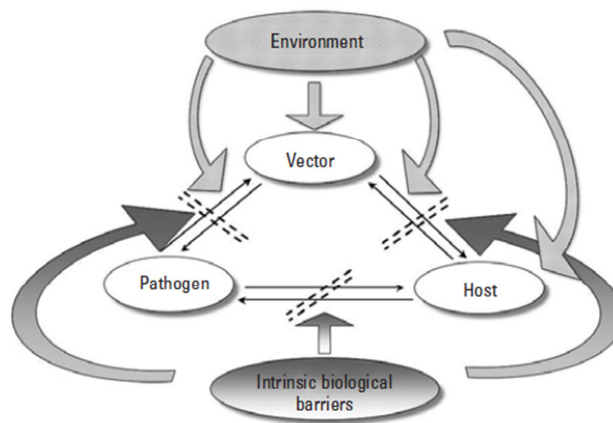 Environment
Vector
Pathogen
Host
Intrinsic biological
barriers